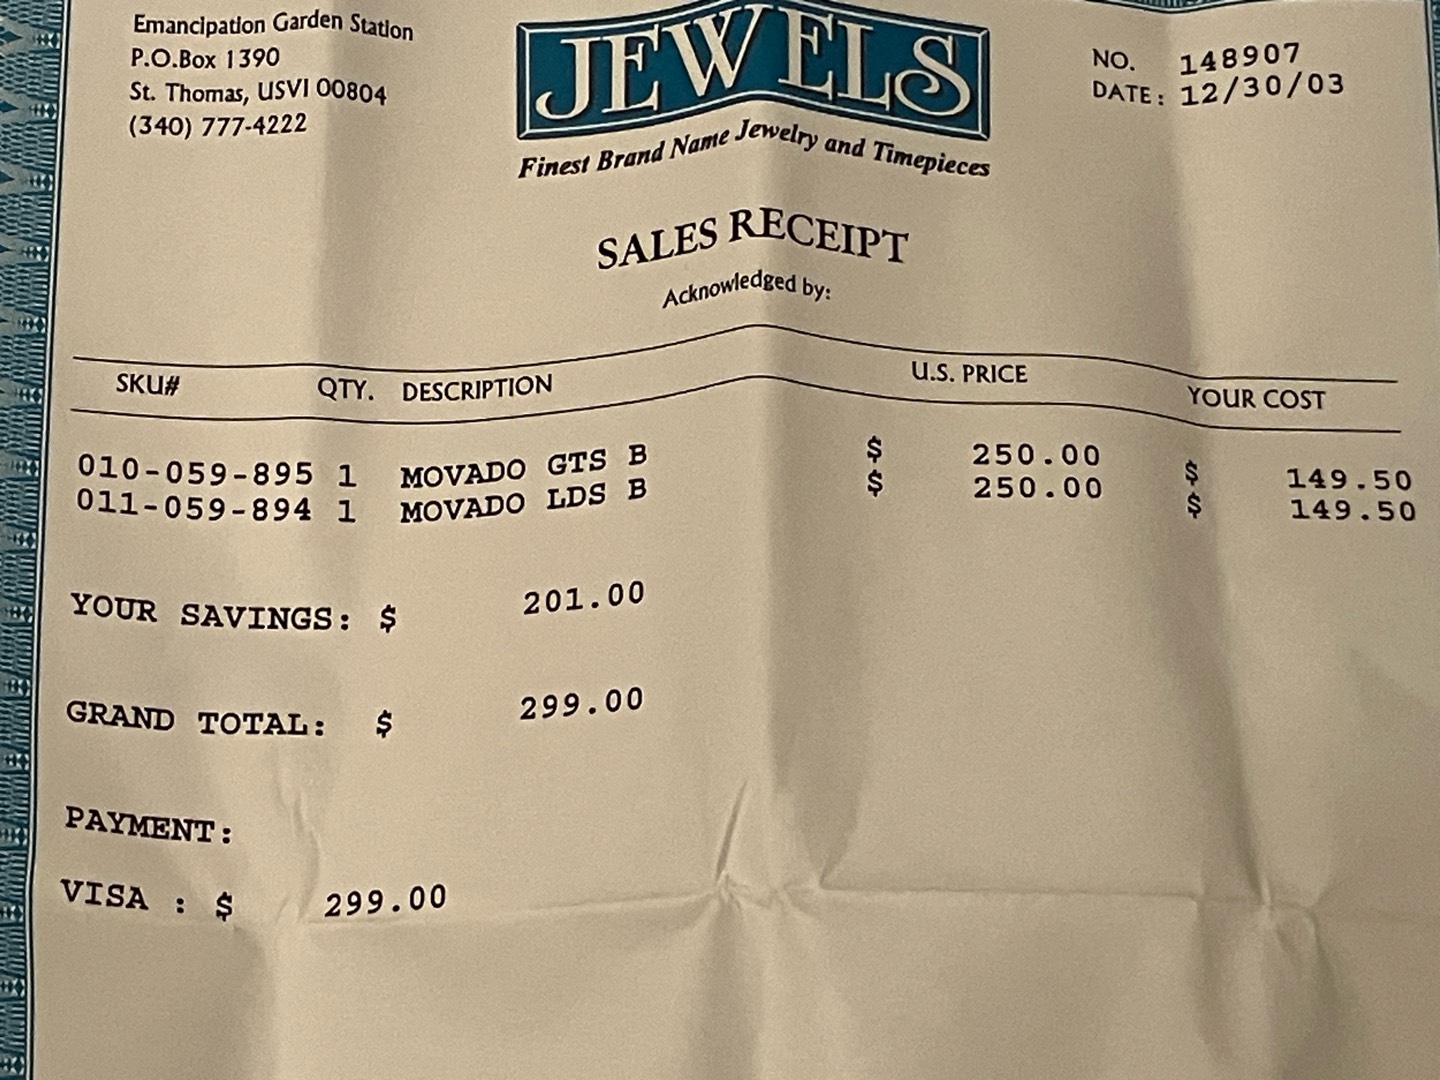 Emancipation Garden Station
P.O.Box 1390
St. Thomas, USVI 00804
(340) 777-4222
JEWELS
Finest Brand Name Jewelry and Timepieces
NO. 148907
DATE: 12/30/03
SALES RECEIPT
Acknowledged by:
SKU# QTY. DESCRIPTION U.S. PRICE YOUR COST
010-059-895 1 MOVADO GTS B $ 250.00 $ 149.50
011-059-894 1 MOVADO LDS B $ 250.00 $ 149.50
YOUR SAVINGS: $ 201.00
GRAND TOTAL: $ 299.00
PAYMENT:
VISA : $ 299.00